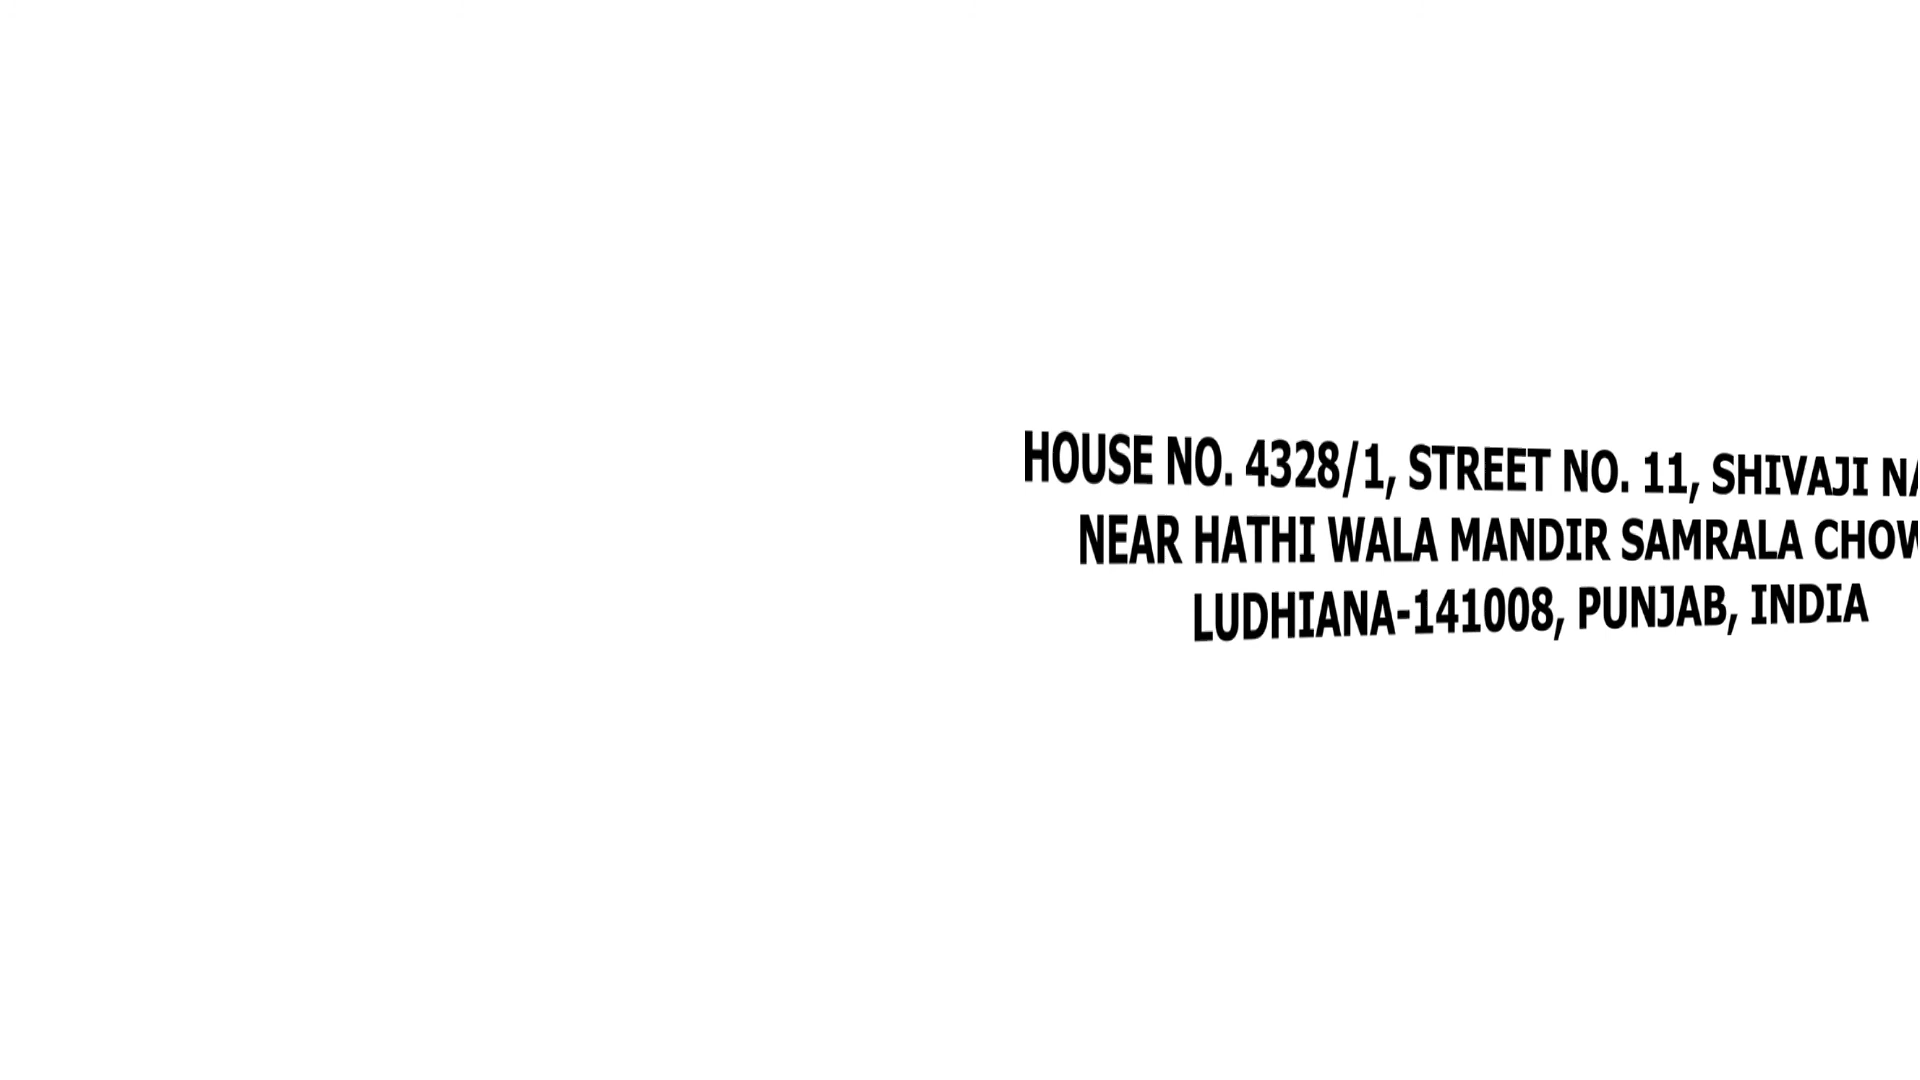 HOUSE NO. 4328/1, STREET NO. 11, SHIVAJI
NEAR HATHI WALA MANDIR SAMRALA
LUDHIANA-141008, PUNJAB, INDIA